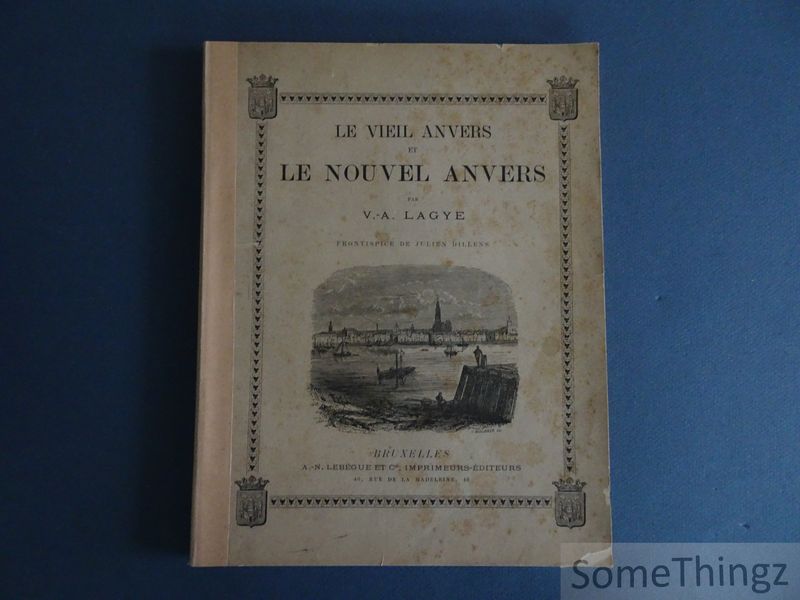 LE VIEIL ANVERS
ET
LE NOUVEL ANVERS
PAR
V.-A. LAGYE
FRONTISPICE DE JULIEN DILLENS
BRUXELLES
A.-N. LEBÈGUE ET Cie, IMPRIMEURS-ÉDITEURS
46, RUE DE LA MADELEINE, 46
SomeThingz